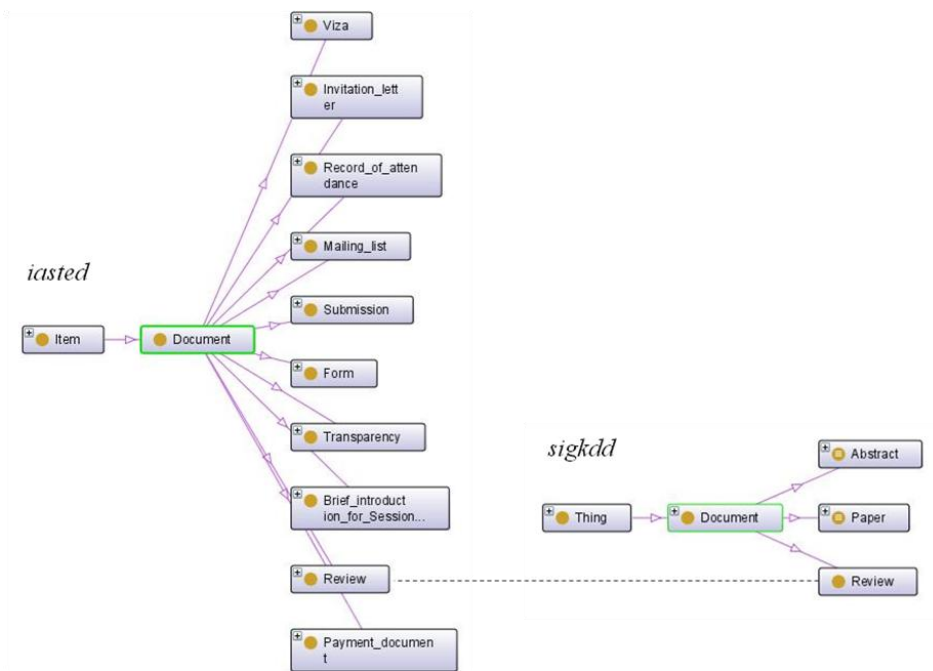 Viza
Invitation_lett
er
Record_of_atten
dance
Mailing_list
iasted
Submission
Item
Document
Form
Transparency
Brief_introduct
ion_for_Session...
Review
Payment_documen
t
sigkdd
Abstract
Thing
Document
Paper
Review